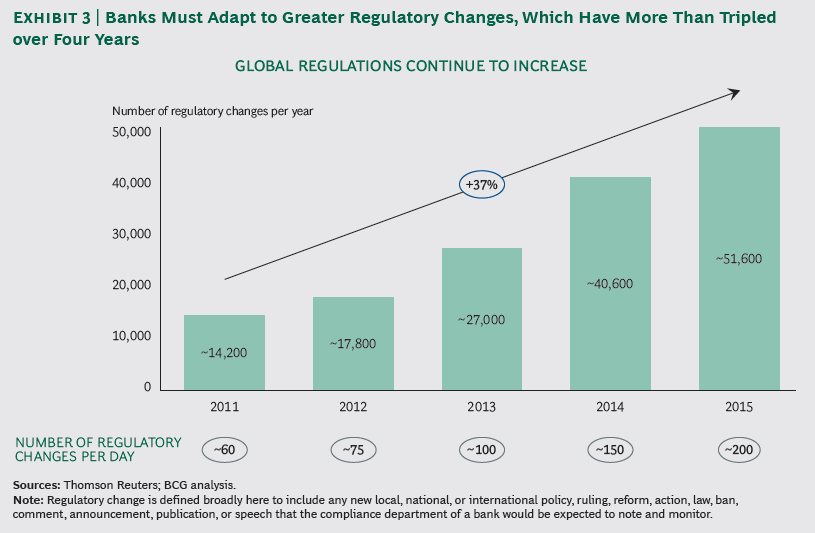 EXHIBIT 3 | Banks Must Adapt to Greater Regulatory Changes, Which Have More Than Tripled
over Four Years
GLOBAL REGULATIONS CONTINUE TO INCREASE
Number of regulatory changes per year
50,000
40,000
30,000
20,000
10,000
0
+37%
~14,200
~17,800
~27,000
~40,600
~51,600
2011 2012 2013 2014 2015
NUMBER OF REGULATORY
CHANGES PER DAY
~60 ~75 ~100 ~150 ~200
Sources: Thomson Reuters; BCG analysis.
Note: Regulatory change is defined broadly here to include any new local, national, or international policy, ruling, reform, action, law, ban,
comment, announcement, publication, or speech that the compliance department of a bank would be expected to note and monitor.